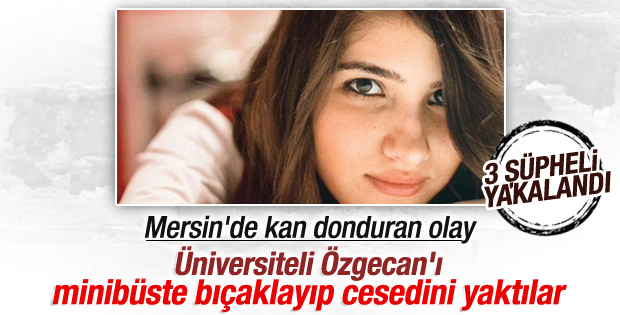 3 ŞÜPHELİ
YAKALANDI
Mersin'de kan donduran olay
Üniversiteli Özgecan'ı
minibüste bıçaklayıp cesedini yaktılar